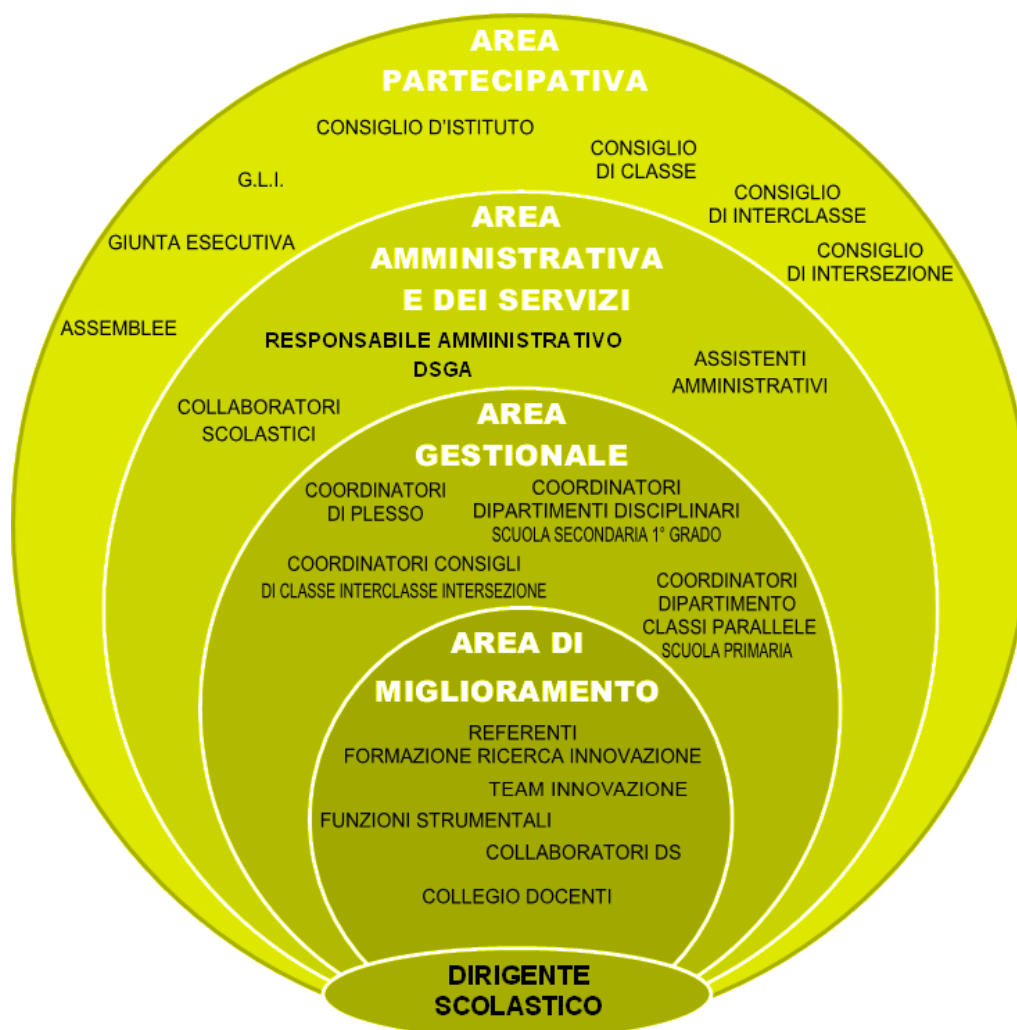 AREA
PARTECIPATIVA
CONSIGLIO D'ISTITUTO
CONSIGLIO
DI CLASSE
G.L.I.
CONSIGLIO
DI INTERCLASSE
GIUNTA ESECUTIVA
CONSIGLIO
DI INTERSEZIONE
ASSEMBLEE
AREA
AMMINISTRATIVA
E DEI SERVIZI
RESPONSABILE AMMINISTRATIVO
DSGA
ASSISTENTI
AMMINISTRATIVI
COLLABORATORI
SCOLASTICI
AREA
GESTIONALE
COORDINATORI
DI PLESSO
COORDINATORI
DIPARTIMENTI DISCIPLINARI
SCUOLA SECONDARIA 1° GRADO
COORDINATORI CONSIGLI
DI CLASSE INTERCLASSE INTERSEZIONE
COORDINATORI
DIPARTIMENTO
CLASSI PARALLELE
SCUOLA PRIMARIA
AREA DI
MIGLIORAMENTO
REFERENTI
FORMAZIONE RICERCA INNOVAZIONE
TEAM INNOVAZIONE
FUNZIONI STRUMENTALI
COLLABORATORI DS
COLLEGIO DOCENTI
DIRIGENTE
SCOLASTICO